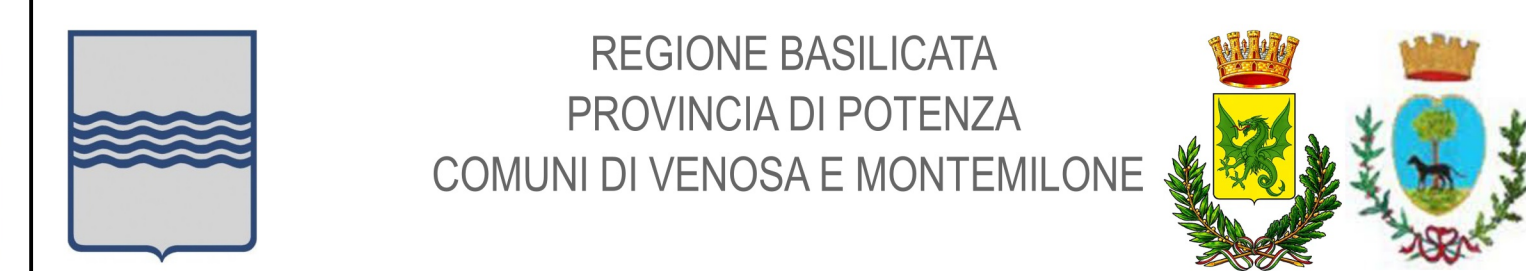 REGIONE BASILICATA
PROVINCIA DI POTENZA
COMUNI DI VENOSA E MONTEMILONE